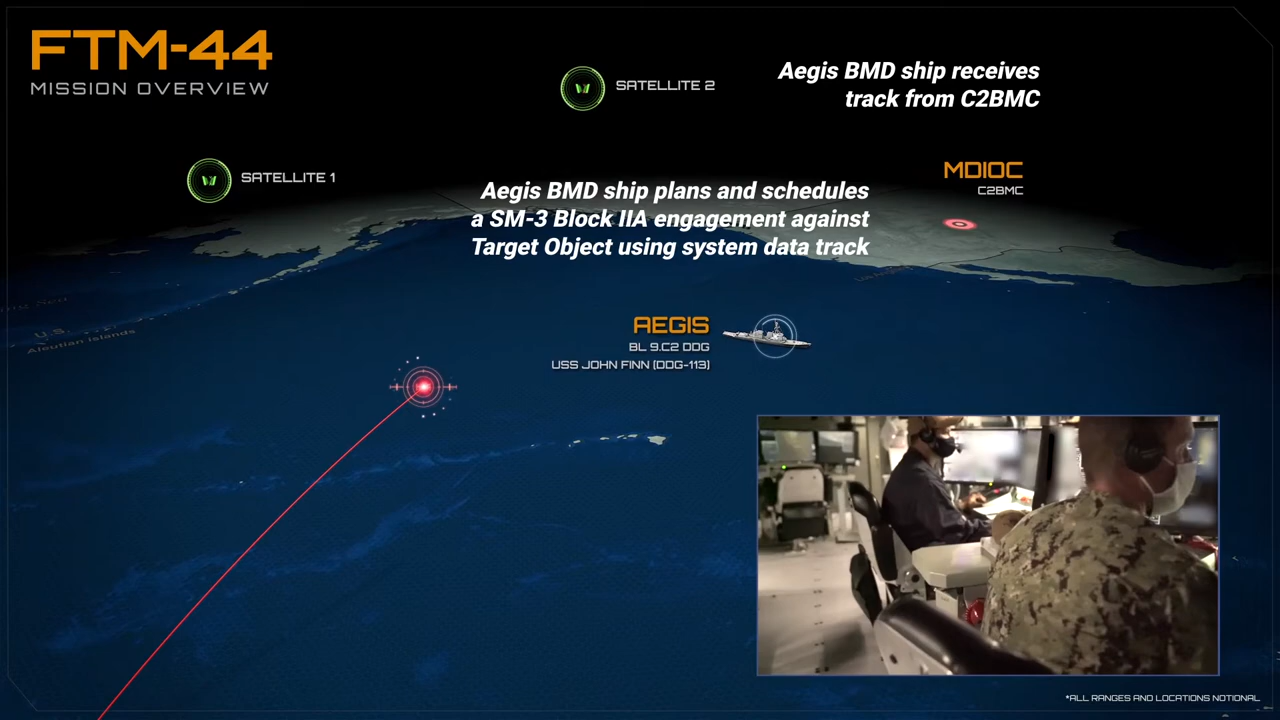 FTM-44
MISSION OVERVIEW
SATELLITE 2
Aegis BMD ship receives
track from C2BMC
SATELLITE 1
MDIOC
C2BMC
Aegis BMD ship plans and schedules
a SM-3 Block IIA engagement against
Target Object using system data track
U.S.
Aleutian Islands
AEGIS
BL 9.C2 DDG
USS JOHN FINN (DDG-113)
*ALL RANGES AND LOCATIONS NOTIONAL